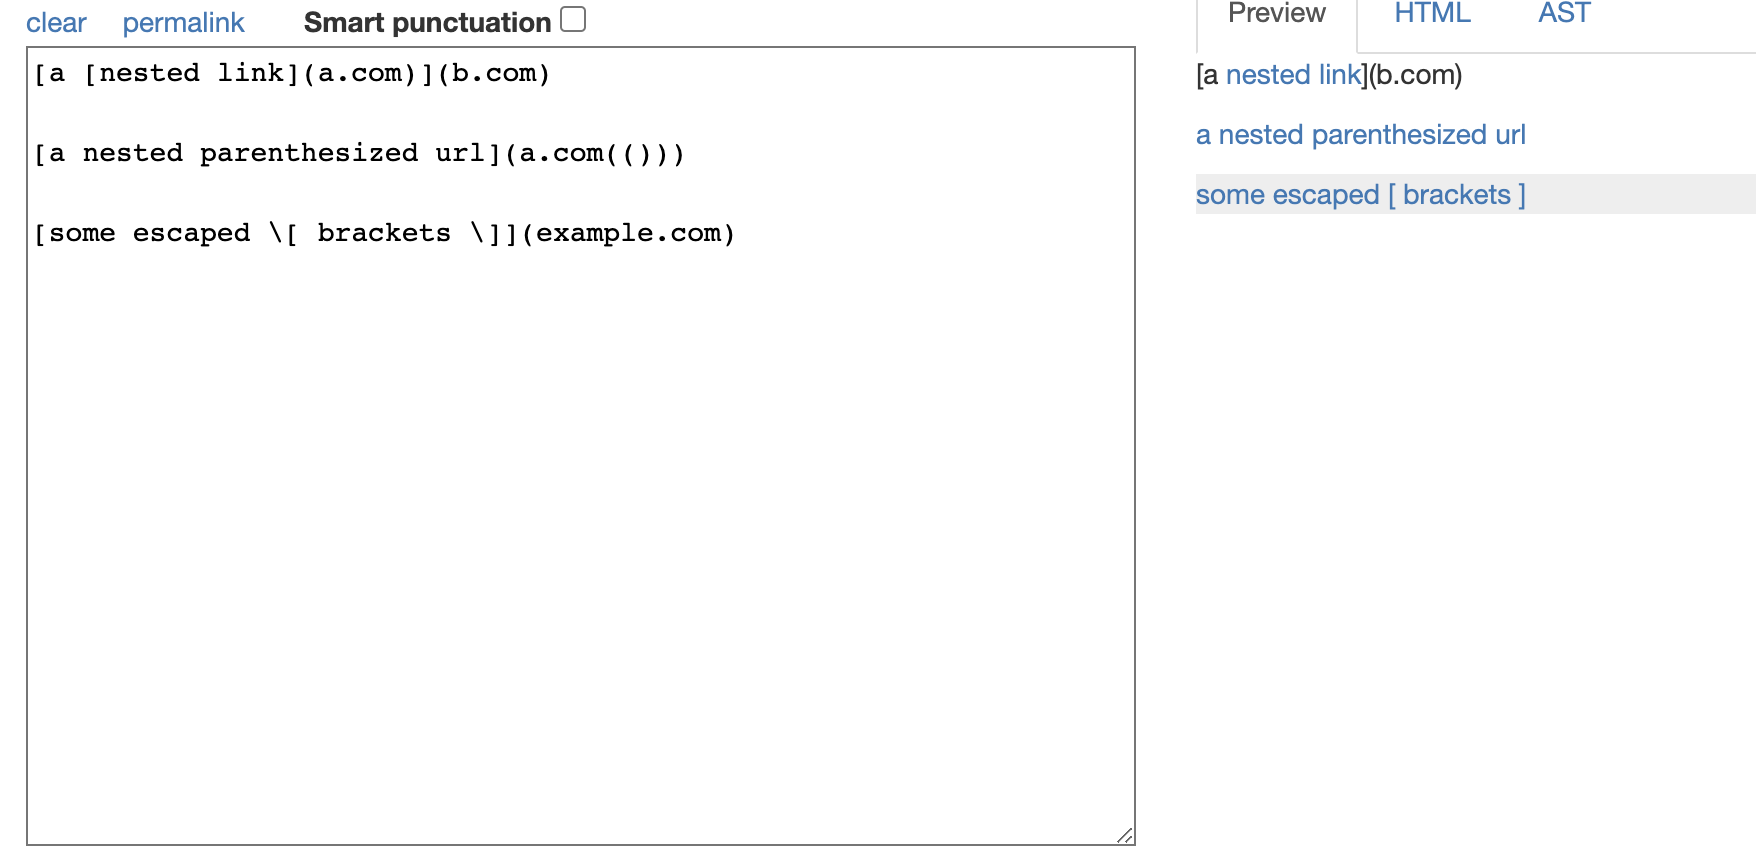 clear permalink Smart punctuation
[a [nested link](a.com)](b.com)
[a nested parenthesized url](a.com(()))
[some escaped \[ brackets \]](example.com)
Preview HTML AST
[a nested link](b.com)
a nested parenthesized url
some escaped [ brackets ]